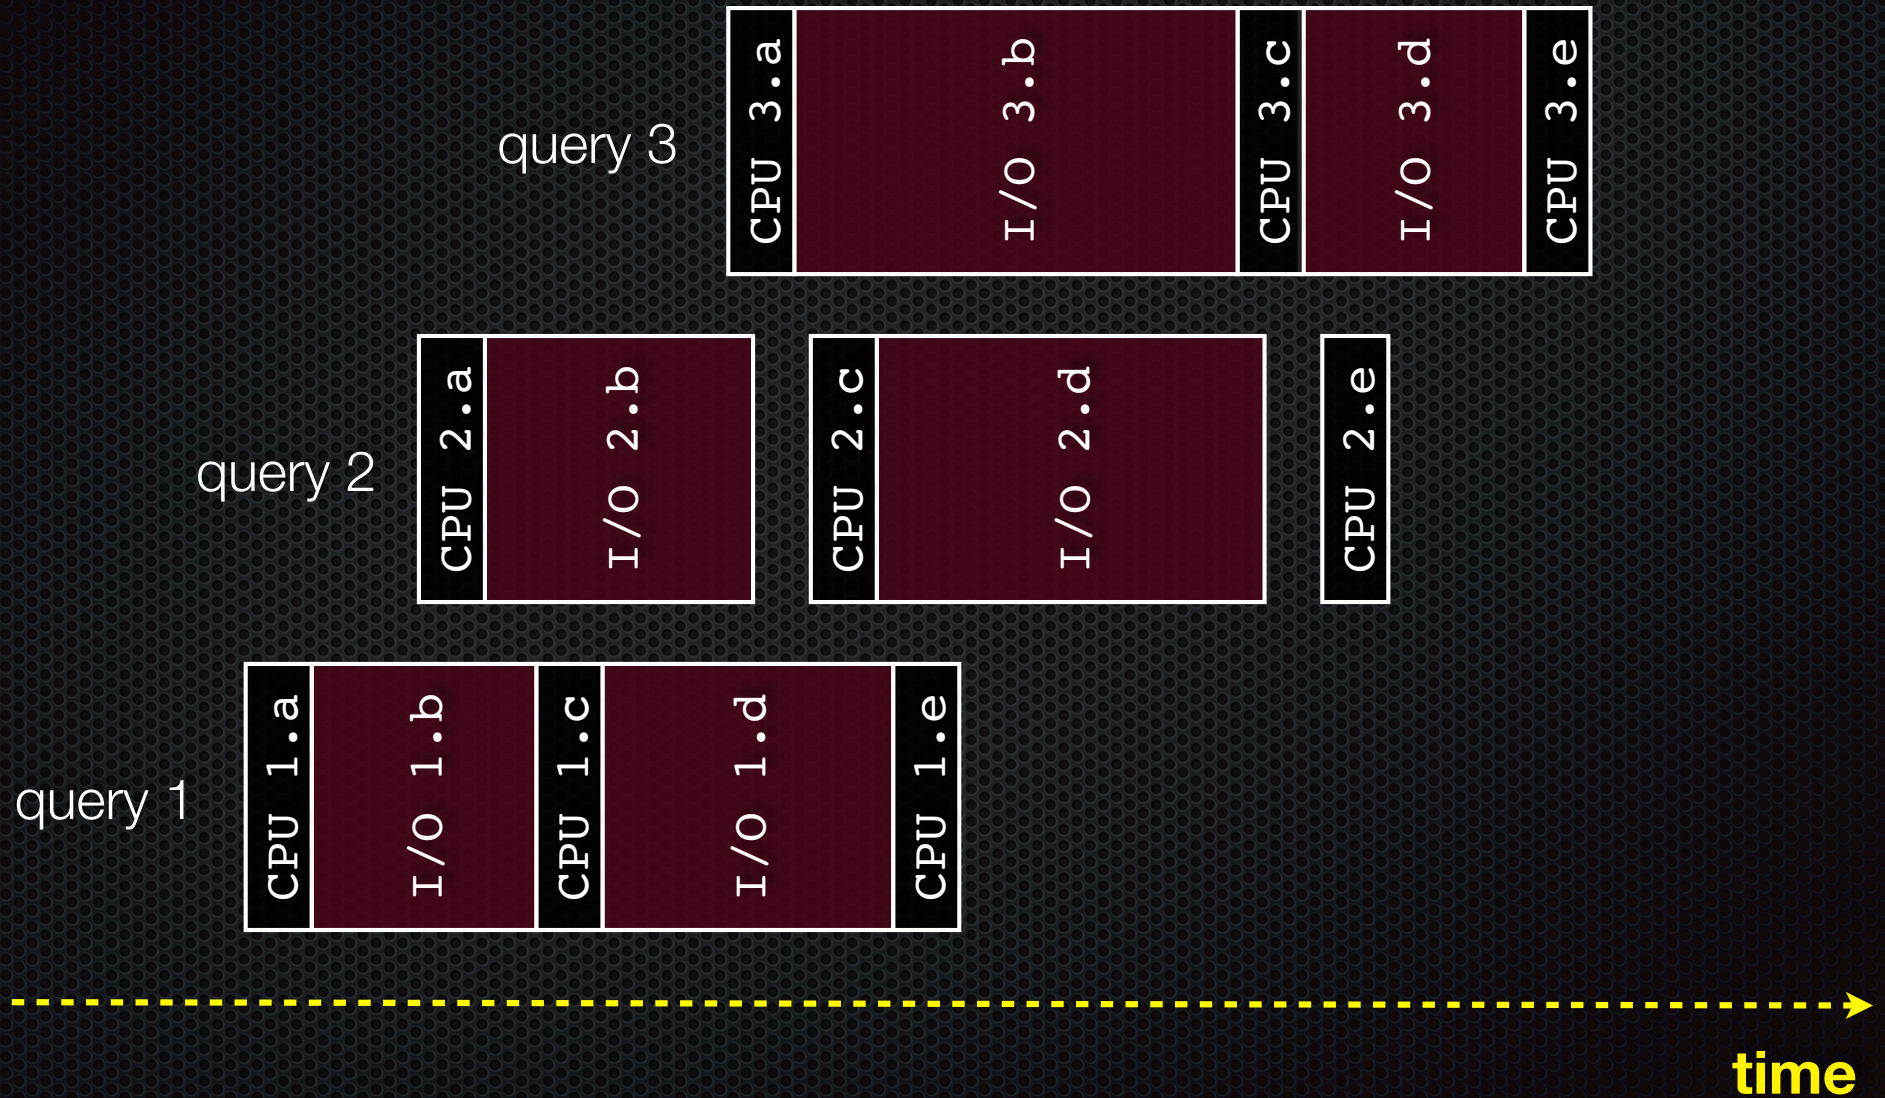 query 3
CPU 3.a
I/O 3.b
CPU 3.c
I/O 3.d
CPU 3.e
query 2
CPU 2.a
I/O 2.b
CPU 2.c
I/O 2.d
CPU 2.e
query 1
CPU 1.a
I/O 1.b
CPU 1.c
I/O 1.d
CPU 1.e
time